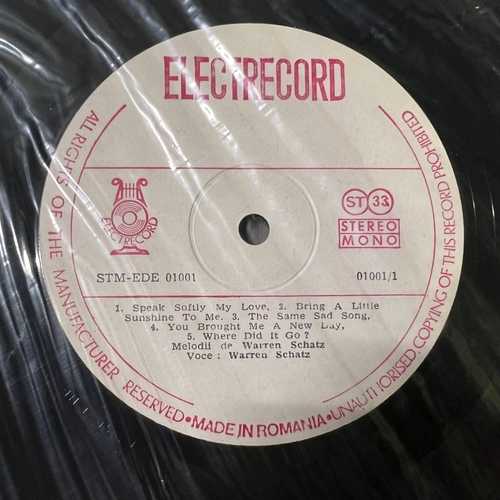 ELECTRECORD
ALL RIGHTS OF THE MANUFACTURER RESERVED • MADE IN ROMANIA • UNAUTHORISED COPYING OF THIS RECORD PROHIBITED
ELECTRECORD
ST 33
STEREO
MONO
STM-EDE 01001
01001/1
1. Speak Softly My Love, 2. Bring A Little
Sunshine To Me. 3. The Same Sad Song,
4. You Brought Me A New Day,
5. Where Did It Go ?
Melodii de Warren Schatz
Voce : Warren Schatz